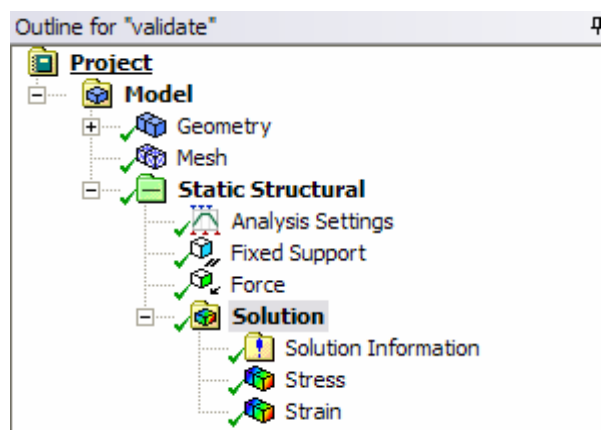 Outline for "validate"
Project
Model
Geometry
Mesh
Static Structural
Analysis Settings
Fixed Support
Force
Solution
Solution Information
Stress
Strain